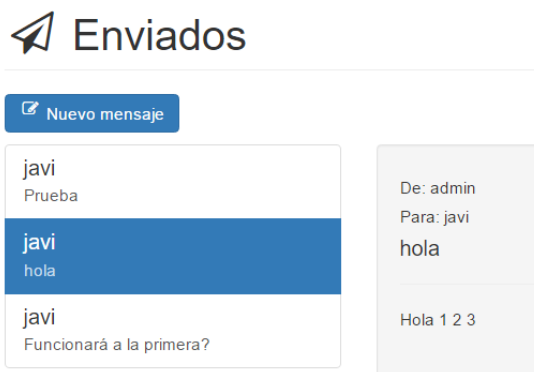 Enviados
Nuevo mensaje
javi
Prueba
javi
hola
javi
Funcionará a la primera?
De: admin
Para: javi
hola
Hola 1 2 3